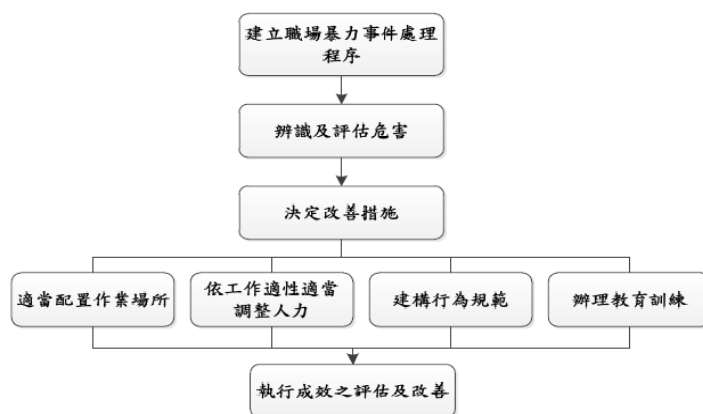 建立職場暴力事件處理
程序
辨識及評估危害
決定改善措施
適當配置作業場所
依工作適性適當
調整人力
建構行為規範
辦理教育訓練
執行成效之評估及改善